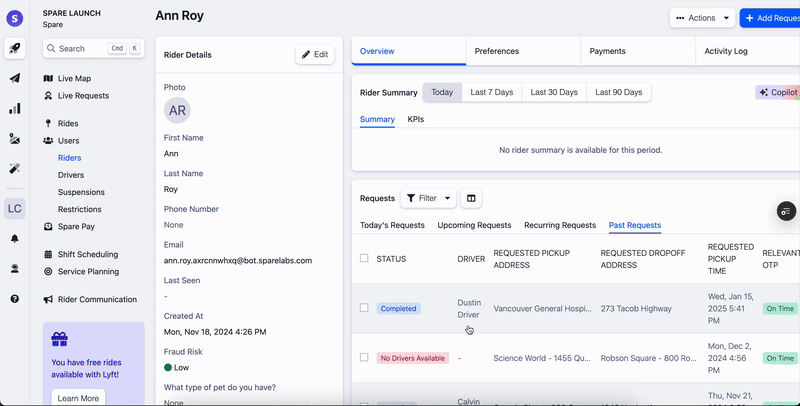 S
SPARE LAUNCH
Spare
Search Cmd K
Live Map
Live Requests
Rides
Users
Riders
Drivers
Suspensions
Restrictions
Spare Pay
LC
Shift Scheduling
Service Planning
Rider Communication
You have free rides
available with Lyft!
Learn More
Ann Roy
Actions
+ Add Reques
Rider Details
Edit
Photo
AR
First Name
Ann
Last Name
Roy
Phone Number
None
Email
ann.roy.axrcnnwhxq@bot.sparelabs.com
Last Seen
-
Created At
Mon, Nov 18, 2024 4:26 PM
Fraud Risk
Low
What type of pet do you have?
None
Overview Preferences Payments Activity Log
Rider Summary Today Last 7 Days Last 30 Days Last 90 Days Copilot
Summary KPIs
No rider summary is available for this period.
Requests Filter
Today's Requests Upcoming Requests Recurring Requests Past Requests
STATUS DRIVER REQUESTED PICKUP ADDRESS REQUESTED DROPOFF ADDRESS REQUESTED PICKUP TIME RELEVAN OTP
Completed Dustin Driver Vancouver General Hospi... 273 Tacob Highway Wed, Jan 15, 2025 5:41 PM On Time
No Drivers Available - Science World - 1455 Qu... Robson Square - 800 Ro... Mon, Dec 2, 2024 4:56 PM On Time
Calvin Thu, Nov 21,